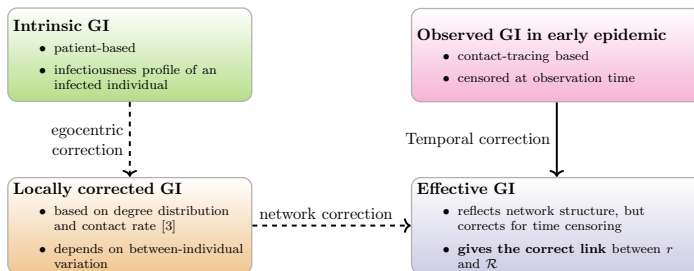 Intrinsic GI
• patient-based
• infectiousness profile of an
infected individual
Observed GI in early epidemic
• contact-tracing based
• censored at observation time
egocentric
correction
Temporal correction
Locally corrected GI
• based on degree distribution
and contact rate [3]
• depends on between-individual
variation
network correction
Effective GI
• reflects network structure, but
corrects for time censoring
• gives the correct link between r
and ℛ